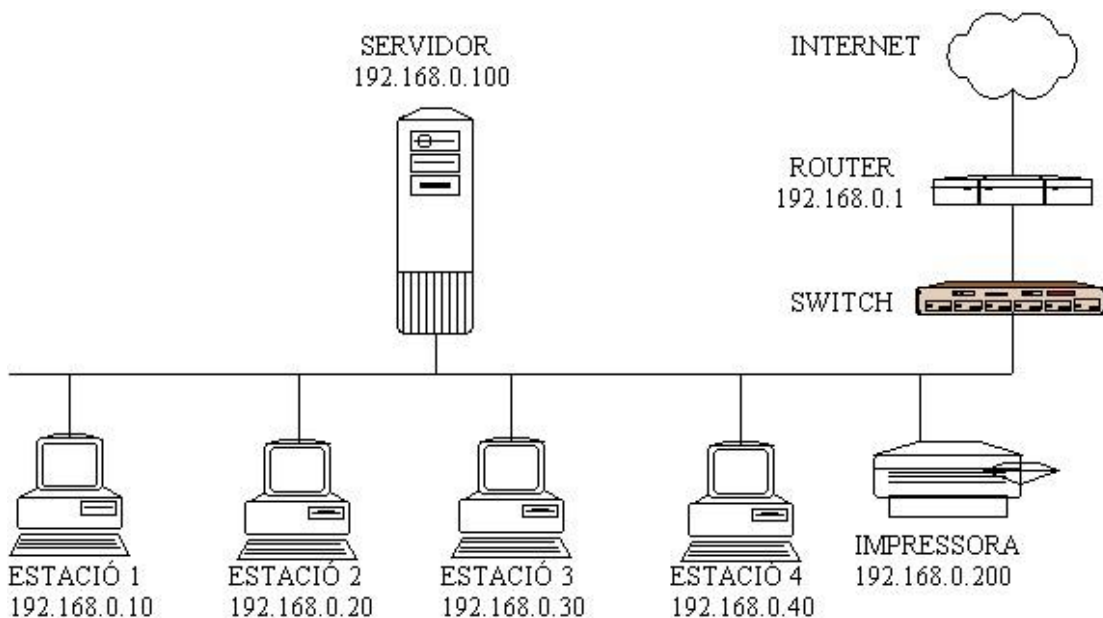 SERVIDOR
192.168.0.100
INTERNET
ROUTER
192.168.0.1
SWITCH
ESTACIÓ 1
192.168.0.10
ESTACIÓ 2
192.168.0.20
ESTACIÓ 3
192.168.0.30
ESTACIÓ 4
192.168.0.40
IMPRESSORA
192.168.0.200